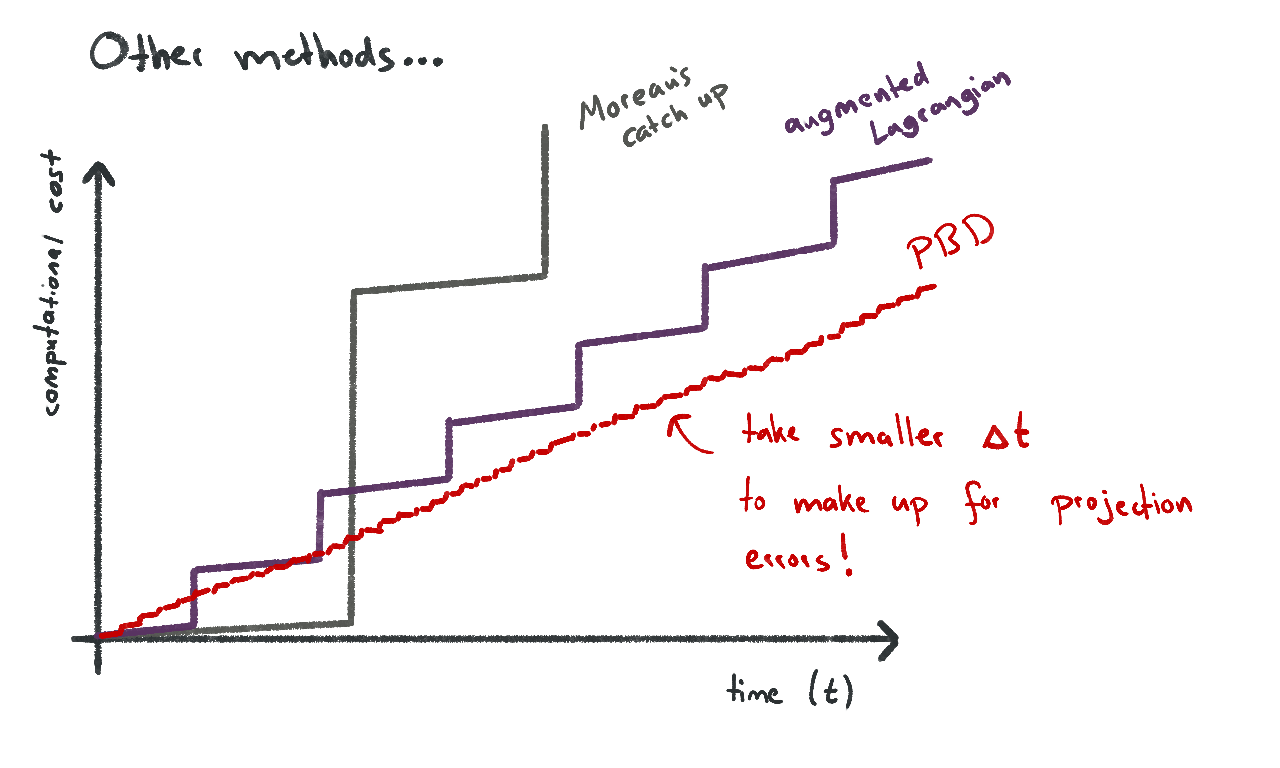 Other methods...
Moreau's
catch up
augmented
Lagrangian
computational cost
PBD
take smaller Δt
to make up for projection
errors!
time (t)